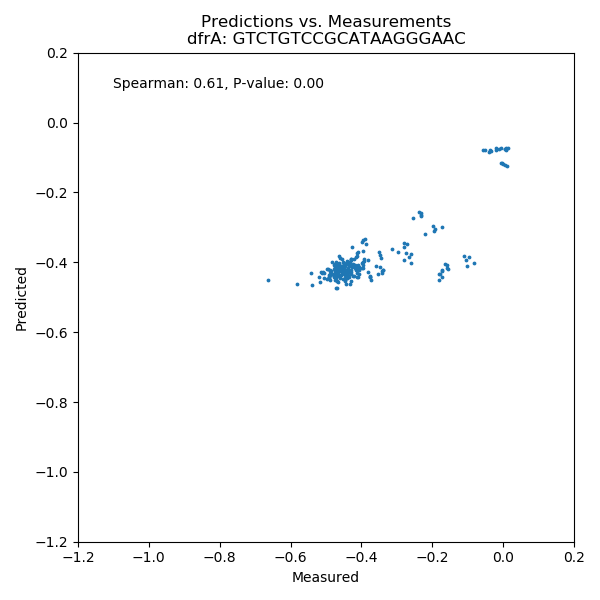 Predictions vs. Measurements
dfrA: GTCTGTCCGCATAAGGGAAC
Spearman: 0.61, P-value: 0.00
Predicted
0.2
0.0
−0.2
−0.4
−0.6
−0.8
−1.0
−1.2
−1.2 −1.0 −0.8 −0.6 −0.4 −0.2 0.0 0.2
Measured